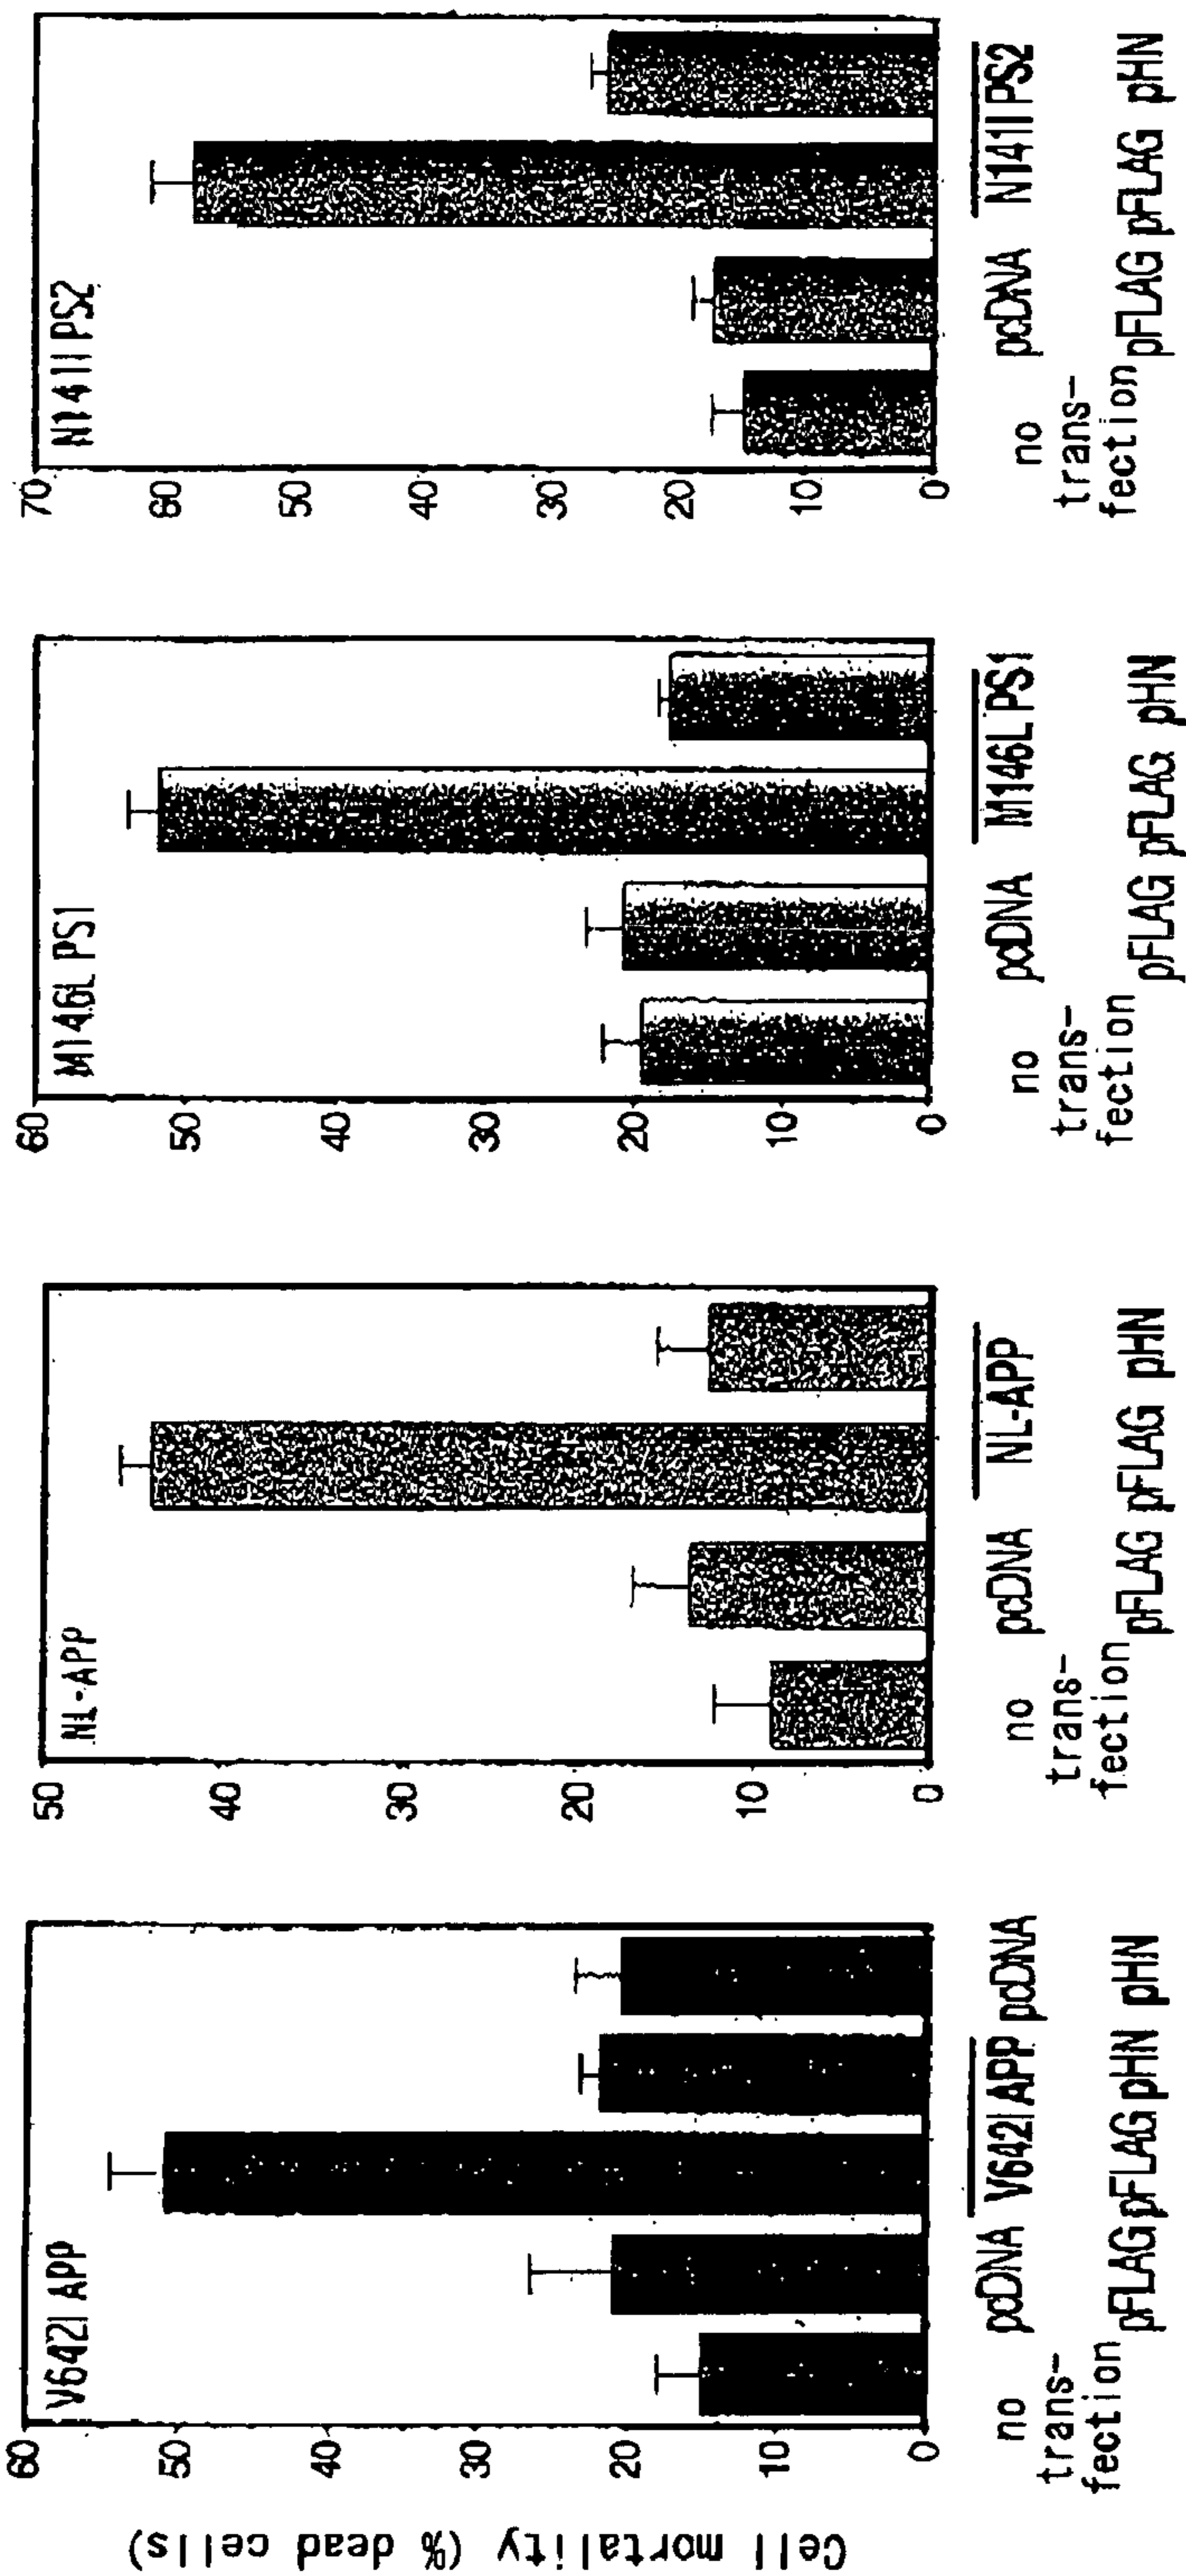 Cell mortality (% dead cells)
V642I APP
60
50
40
30
20
10
0
no trans-fection
pcDNA V642I APP pcDNA
pFLAG pFLAG pHN pHN
NL-APP
50
40
30
20
10
0
no trans-fection
pcDNA NL-APP
pFLAG pFLAG pHN
M146L PS1
60
50
40
30
20
10
0
no trans-fection
pcDNA M146L PS1
pFLAG pFLAG pHN
N141I PS2
70
60
50
40
30
20
10
0
no trans-fection
pcDNA N141I PS2
pFLAG pFLAG pHN